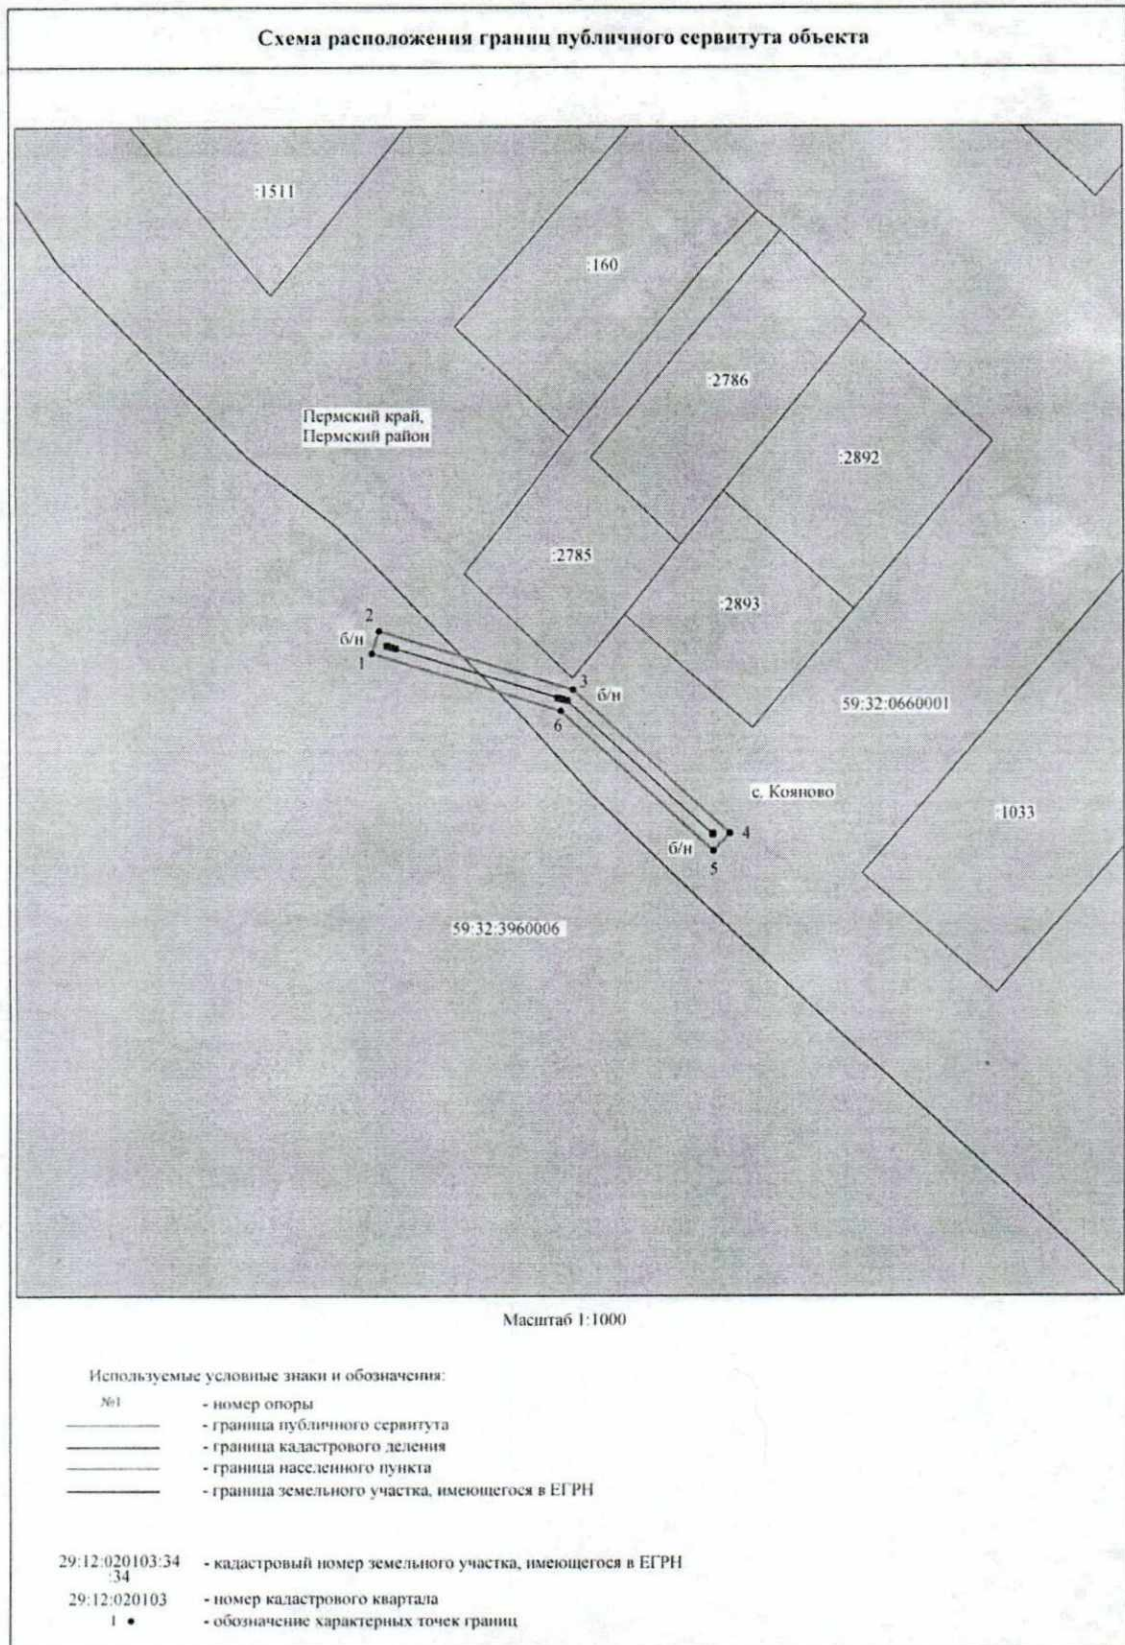 Схема расположения границ публичного сервитута объекта
:1511
:160
:2786
Пермский край,
Пермский район
:2892
:2785
:2893
2
б/н
1
3
б/н
59:32:0660001
6
с. Кояново
:1033
4
б/н
5
59:32:3960006
Масштаб 1:1000
Используемые условные знаки и обозначения:
№1 - номер опоры
- граница публичного сервитута
- граница кадастрового деления
- граница населенного пункта
- граница земельного участка, имеющегося в ЕГРН
29:12:020103:34 - кадастровый номер земельного участка, имеющегося в ЕГРН
:34
29:12:020103 - номер кадастрового квартала
1 ● - обозначение характерных точек границ